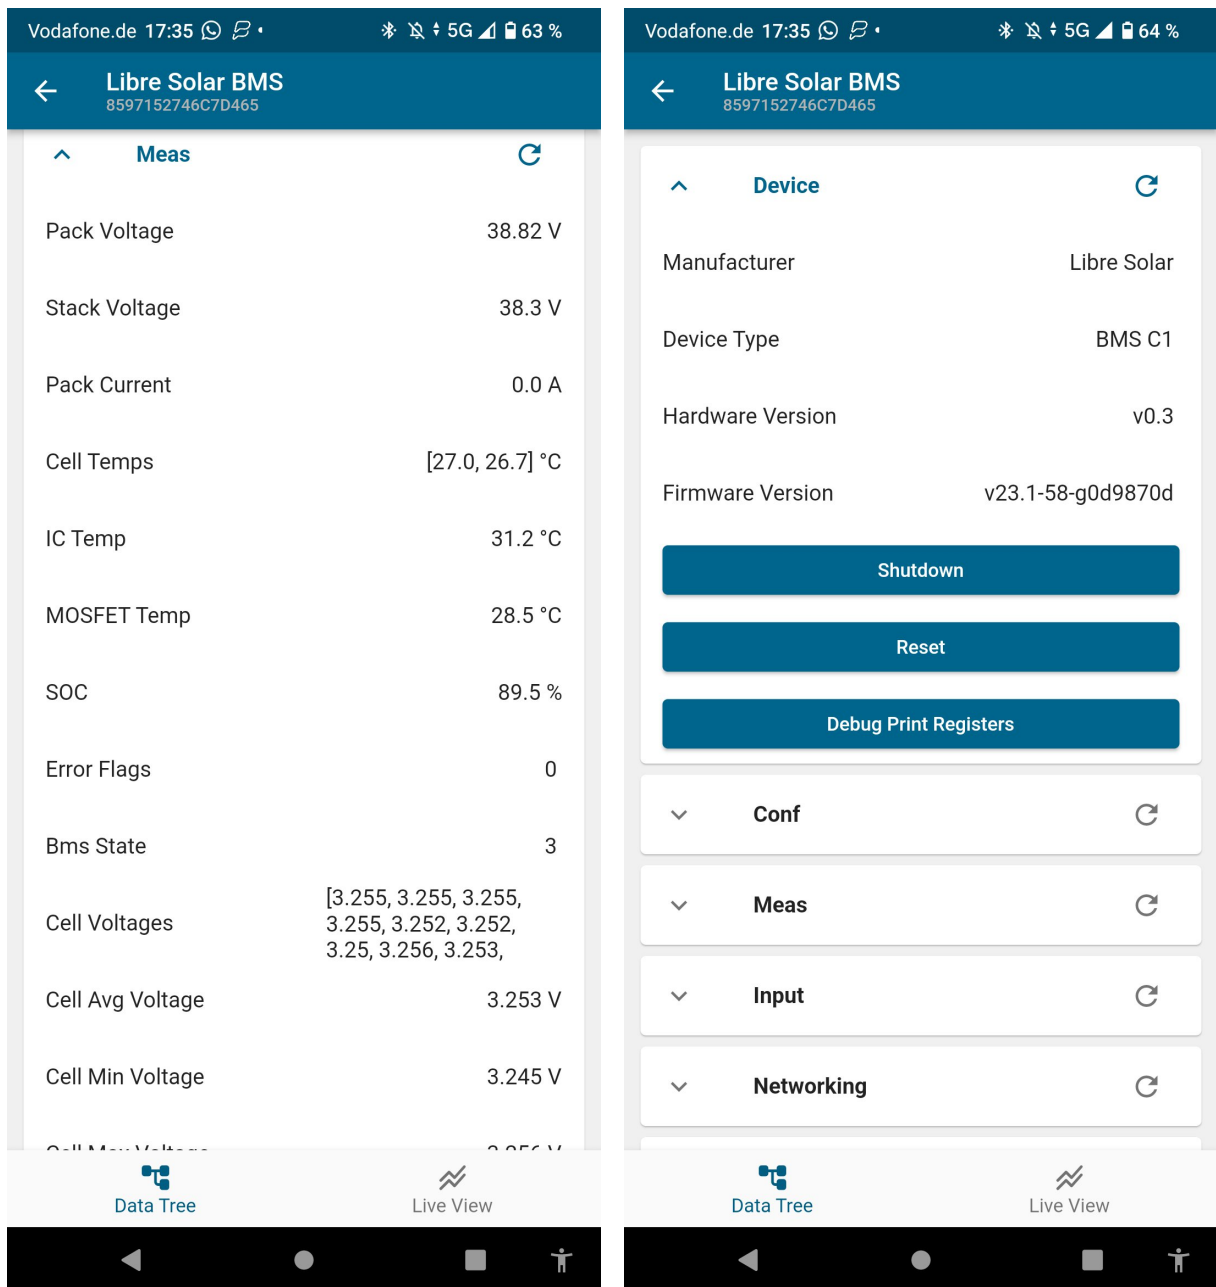 Vodafone.de 17:35 5G 63 %
Libre Solar BMS
8597152746C7D465
Meas
Pack Voltage 38.82 V
Stack Voltage 38.3 V
Pack Current 0.0 A
Cell Temps [27.0, 26.7] °C
IC Temp 31.2 °C
MOSFET Temp 28.5 °C
SOC 89.5 %
Error Flags 0
Bms State 3
Cell Voltages [3.255, 3.255, 3.255,
3.255, 3.252, 3.252,
3.25, 3.256, 3.253,
Cell Avg Voltage 3.253 V
Cell Min Voltage 3.245 V
Cell Max Voltage 3.256 V
Data Tree Live View
Vodafone.de 17:35 5G 64 %
Libre Solar BMS
8597152746C7D465
Device
Manufacturer Libre Solar
Device Type BMS C1
Hardware Version v0.3
Firmware Version v23.1-58-g0d9870d
Shutdown
Reset
Debug Print Registers
Conf
Meas
Input
Networking
Data Tree Live View